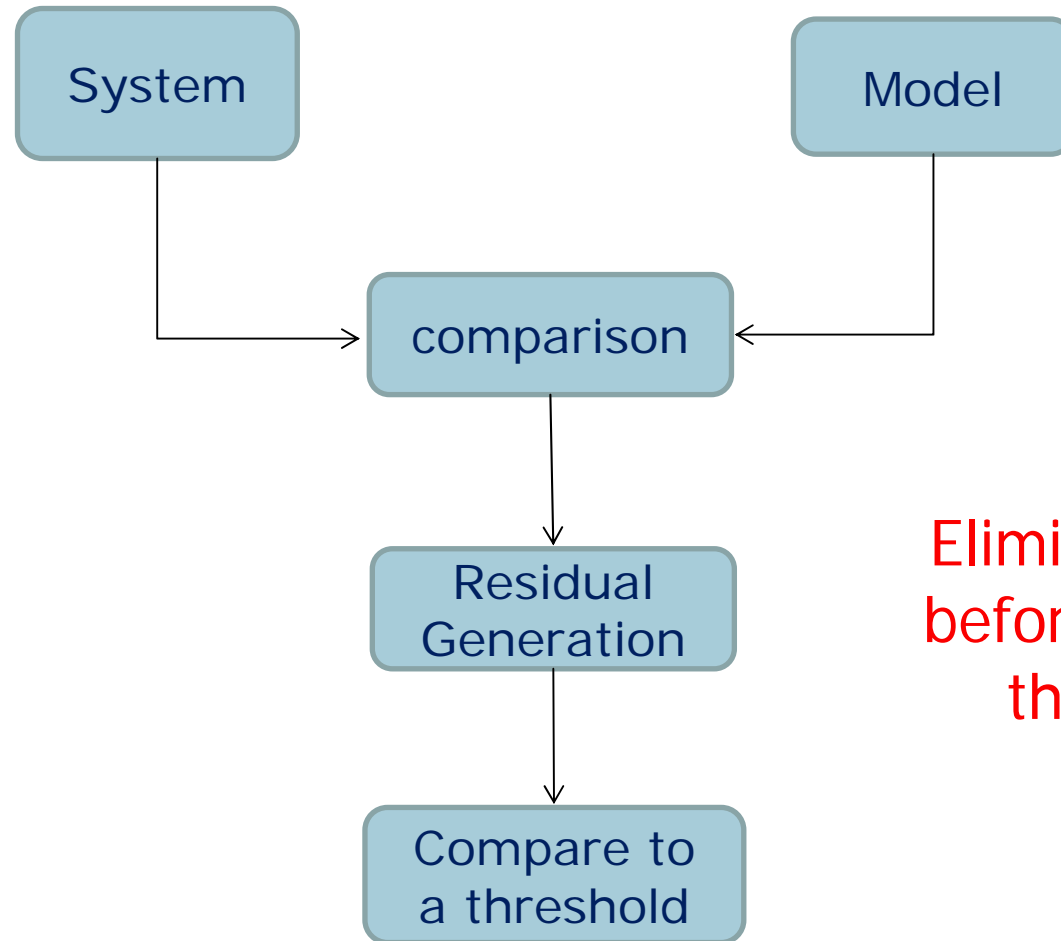 System
Model
comparison
Residual
Generation
Compare to
a threshold